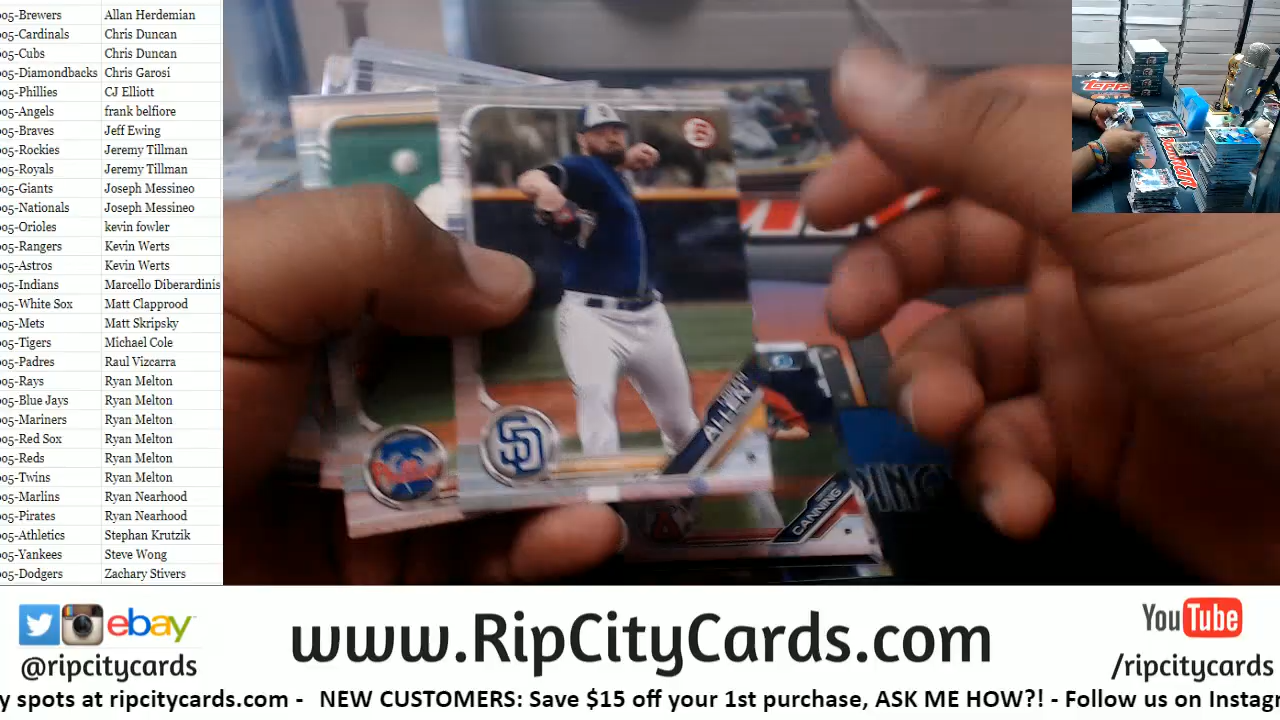 05-Brewers Allan Herdemian
05-Cardinals Chris Duncan
05-Cubs Chris Duncan
05-Diamondbacks Chris Garosi
05-Phillies CJ Elliott
05-Angels frank belfiore
05-Braves Jeff Ewing
05-Rockies Jeremy Tillman
05-Royals Jeremy Tillman
05-Giants Joseph Messineo
05-Nationals Joseph Messineo
05-Orioles kevin fowler
05-Rangers Kevin Werts
05-Astros Kevin Werts
05-Indians Marcello Diberardinis
05-White Sox Matt Clapprood
05-Mets Matt Skripsky
05-Tigers Michael Cole
05-Padres Raul Vizcarra
05-Rays Ryan Melton
05-Blue Jays Ryan Melton
05-Mariners Ryan Melton
05-Red Sox Ryan Melton
05-Reds Ryan Melton
05-Twins Ryan Melton
05-Marlins Ryan Nearhood
05-Pirates Ryan Nearhood
05-Athletics Stephan Krutzik
05-Yankees Steve Wong
05-Dodgers Zachary Stivers
TOPPS
B
SD
ALLEN
CANNING
PING
ebay
@ripcitycards
www.RipCityCards.com
YouTube
/ripcitycards
y spots at ripcitycards.com - NEW CUSTOMERS: Save $15 off your 1st purchase, ASK ME HOW?! - Follow us on Instagr